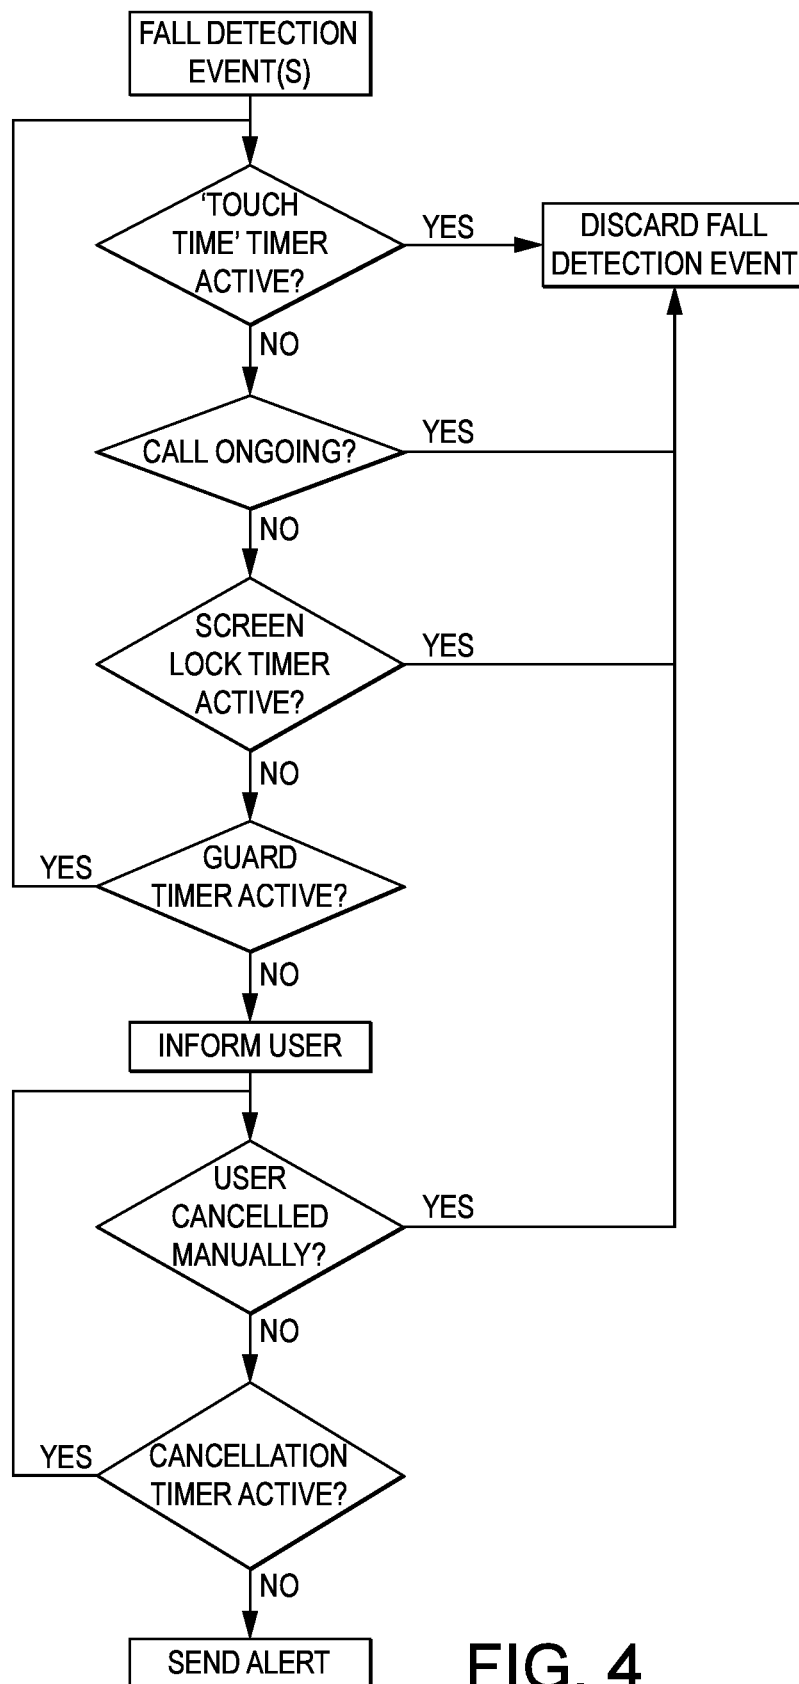 FALL DETECTION
EVENT(S)
'TOUCH
TIME' TIMER
ACTIVE?
YES
DISCARD FALL
DETECTION EVENT
NO
CALL ONGOING?
YES
NO
SCREEN
LOCK TIMER
ACTIVE?
YES
NO
YES
GUARD
TIMER ACTIVE?
NO
INFORM USER
USER
CANCELLED
MANUALLY?
YES
NO
YES
CANCELLATION
TIMER ACTIVE?
NO
SEND ALERT
FIG. 4